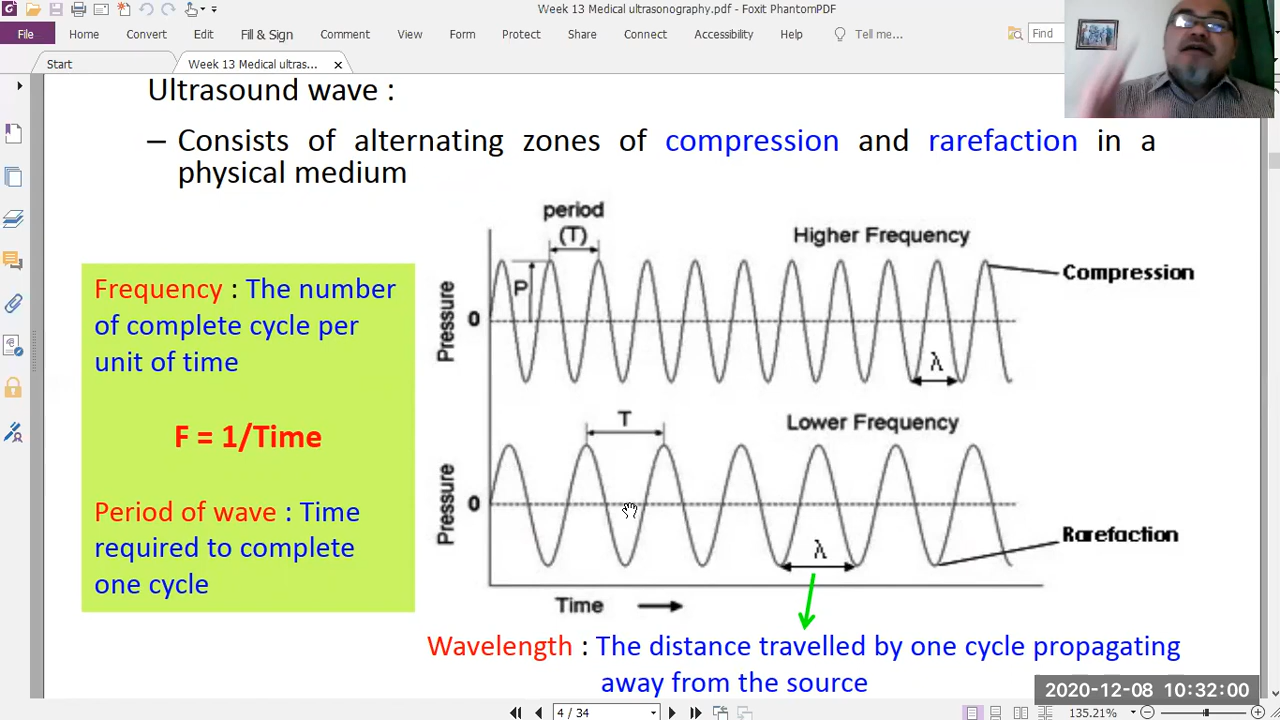 Week 13 Medical ultrasonography.pdf - Foxit PhantomPDF
File Home Convert Edit Fill & Sign Comment View Form Protect Share Connect Accessibility Help Tell me... Find
Start Week 13 Medical ultras...
Ultrasound wave :
– Consists of alternating zones of compression and rarefaction in a
physical medium
period
(T)
Higher Frequency
Compression
P
Pressure
0
λ
Frequency : The number
of complete cycle per
unit of time
F = 1/Time
Period of wave : Time
required to complete
one cycle
T
Lower Frequency
Pressure
0
λ
Rarefaction
Time
Wavelength : The distance travelled by one cycle propagating
away from the source
2020-12-08 10:32:00
4 / 34
135.21%